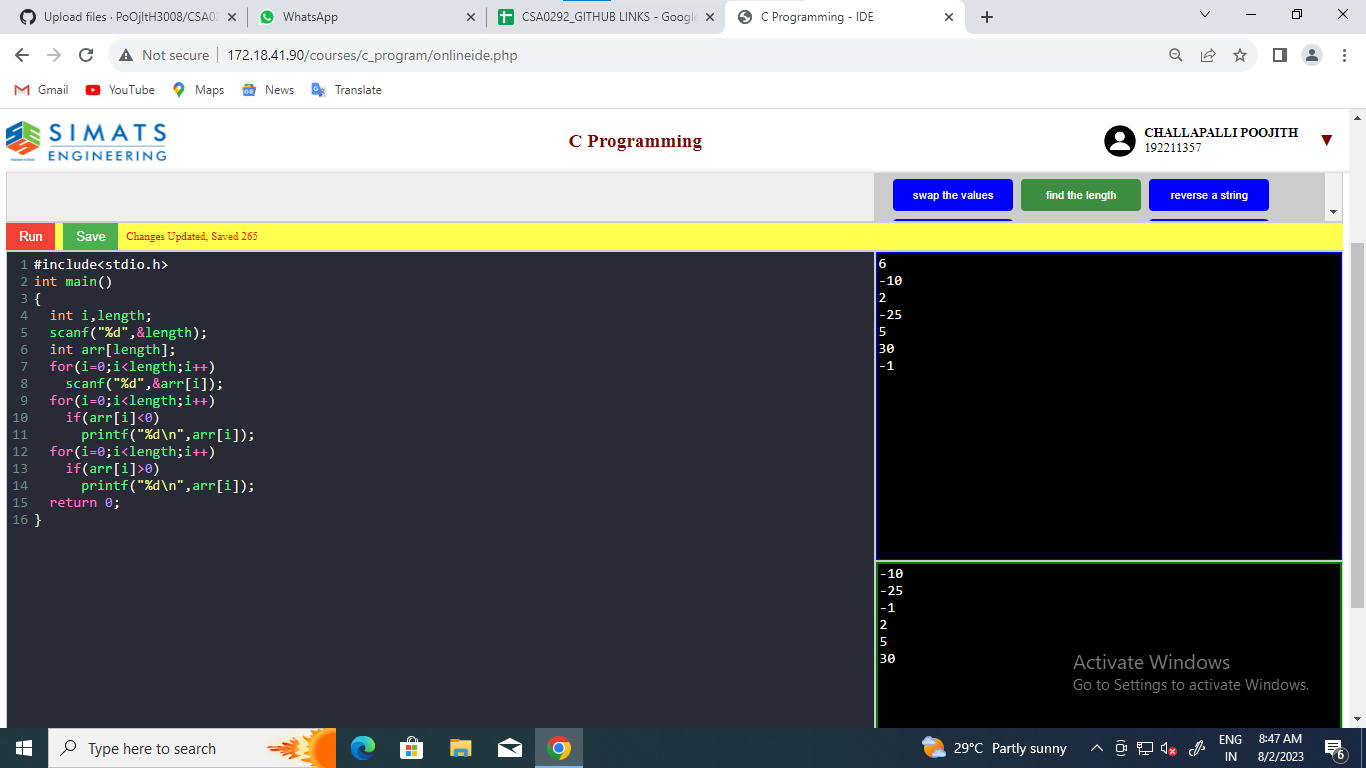 Upload files · PoOjItH3008/CSA02
WhatsApp
CSA0292_GITHUB LINKS - Google
C Programming - IDE
Not secure
172.18.41.90/courses/c_program/onlineide.php
Gmail
YouTube
Maps
News
Translate
SIMATS
ENGINEERING
C Programming
CHALLAPALLI POOJITH
192211357
swap the values
find the length
reverse a string
Run
Save
Changes Updated, Saved 265
1 #include<stdio.h>
2 int main()
3 {
4   int i,length;
5   scanf("%d",&length);
6   int arr[length];
7   for(i=0;i<length;i++)
8     scanf("%d",&arr[i]);
9   for(i=0;i<length;i++)
10     if(arr[i]<0)
11       printf("%d\n",arr[i]);
12   for(i=0;i<length;i++)
13     if(arr[i]>0)
14       printf("%d\n",arr[i]);
15   return 0;
16 }
6
-10
2
-25
5
30
-1
-10
-25
-1
2
5
30
Activate Windows
Go to Settings to activate Windows.
Type here to search
29°C Partly sunny
ENG
IN
8:47 AM
8/2/2023
6